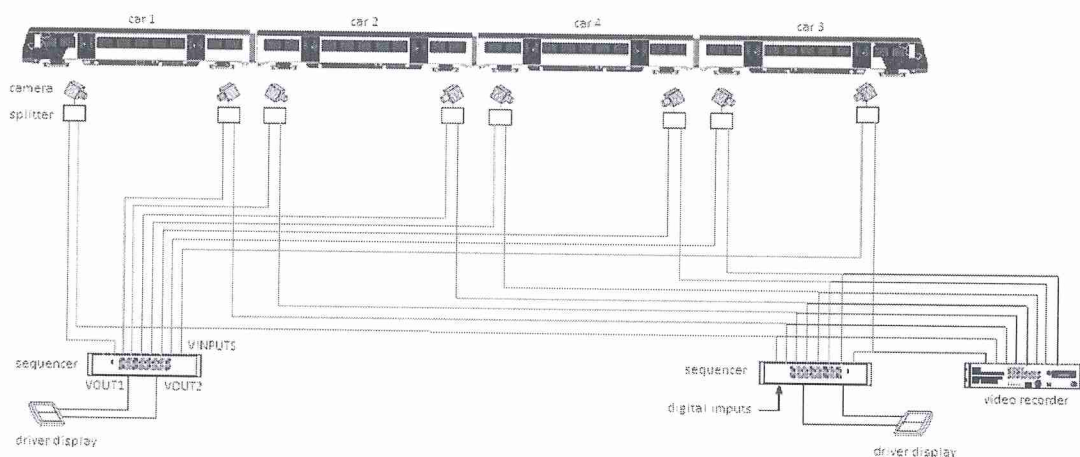 car 1
car 2
car 4
car 3
camera
splitter
VINPUTS
sequencer
VOUT1
VOUT2
sequencer
digital inputs
video recorder
driver display
driver display